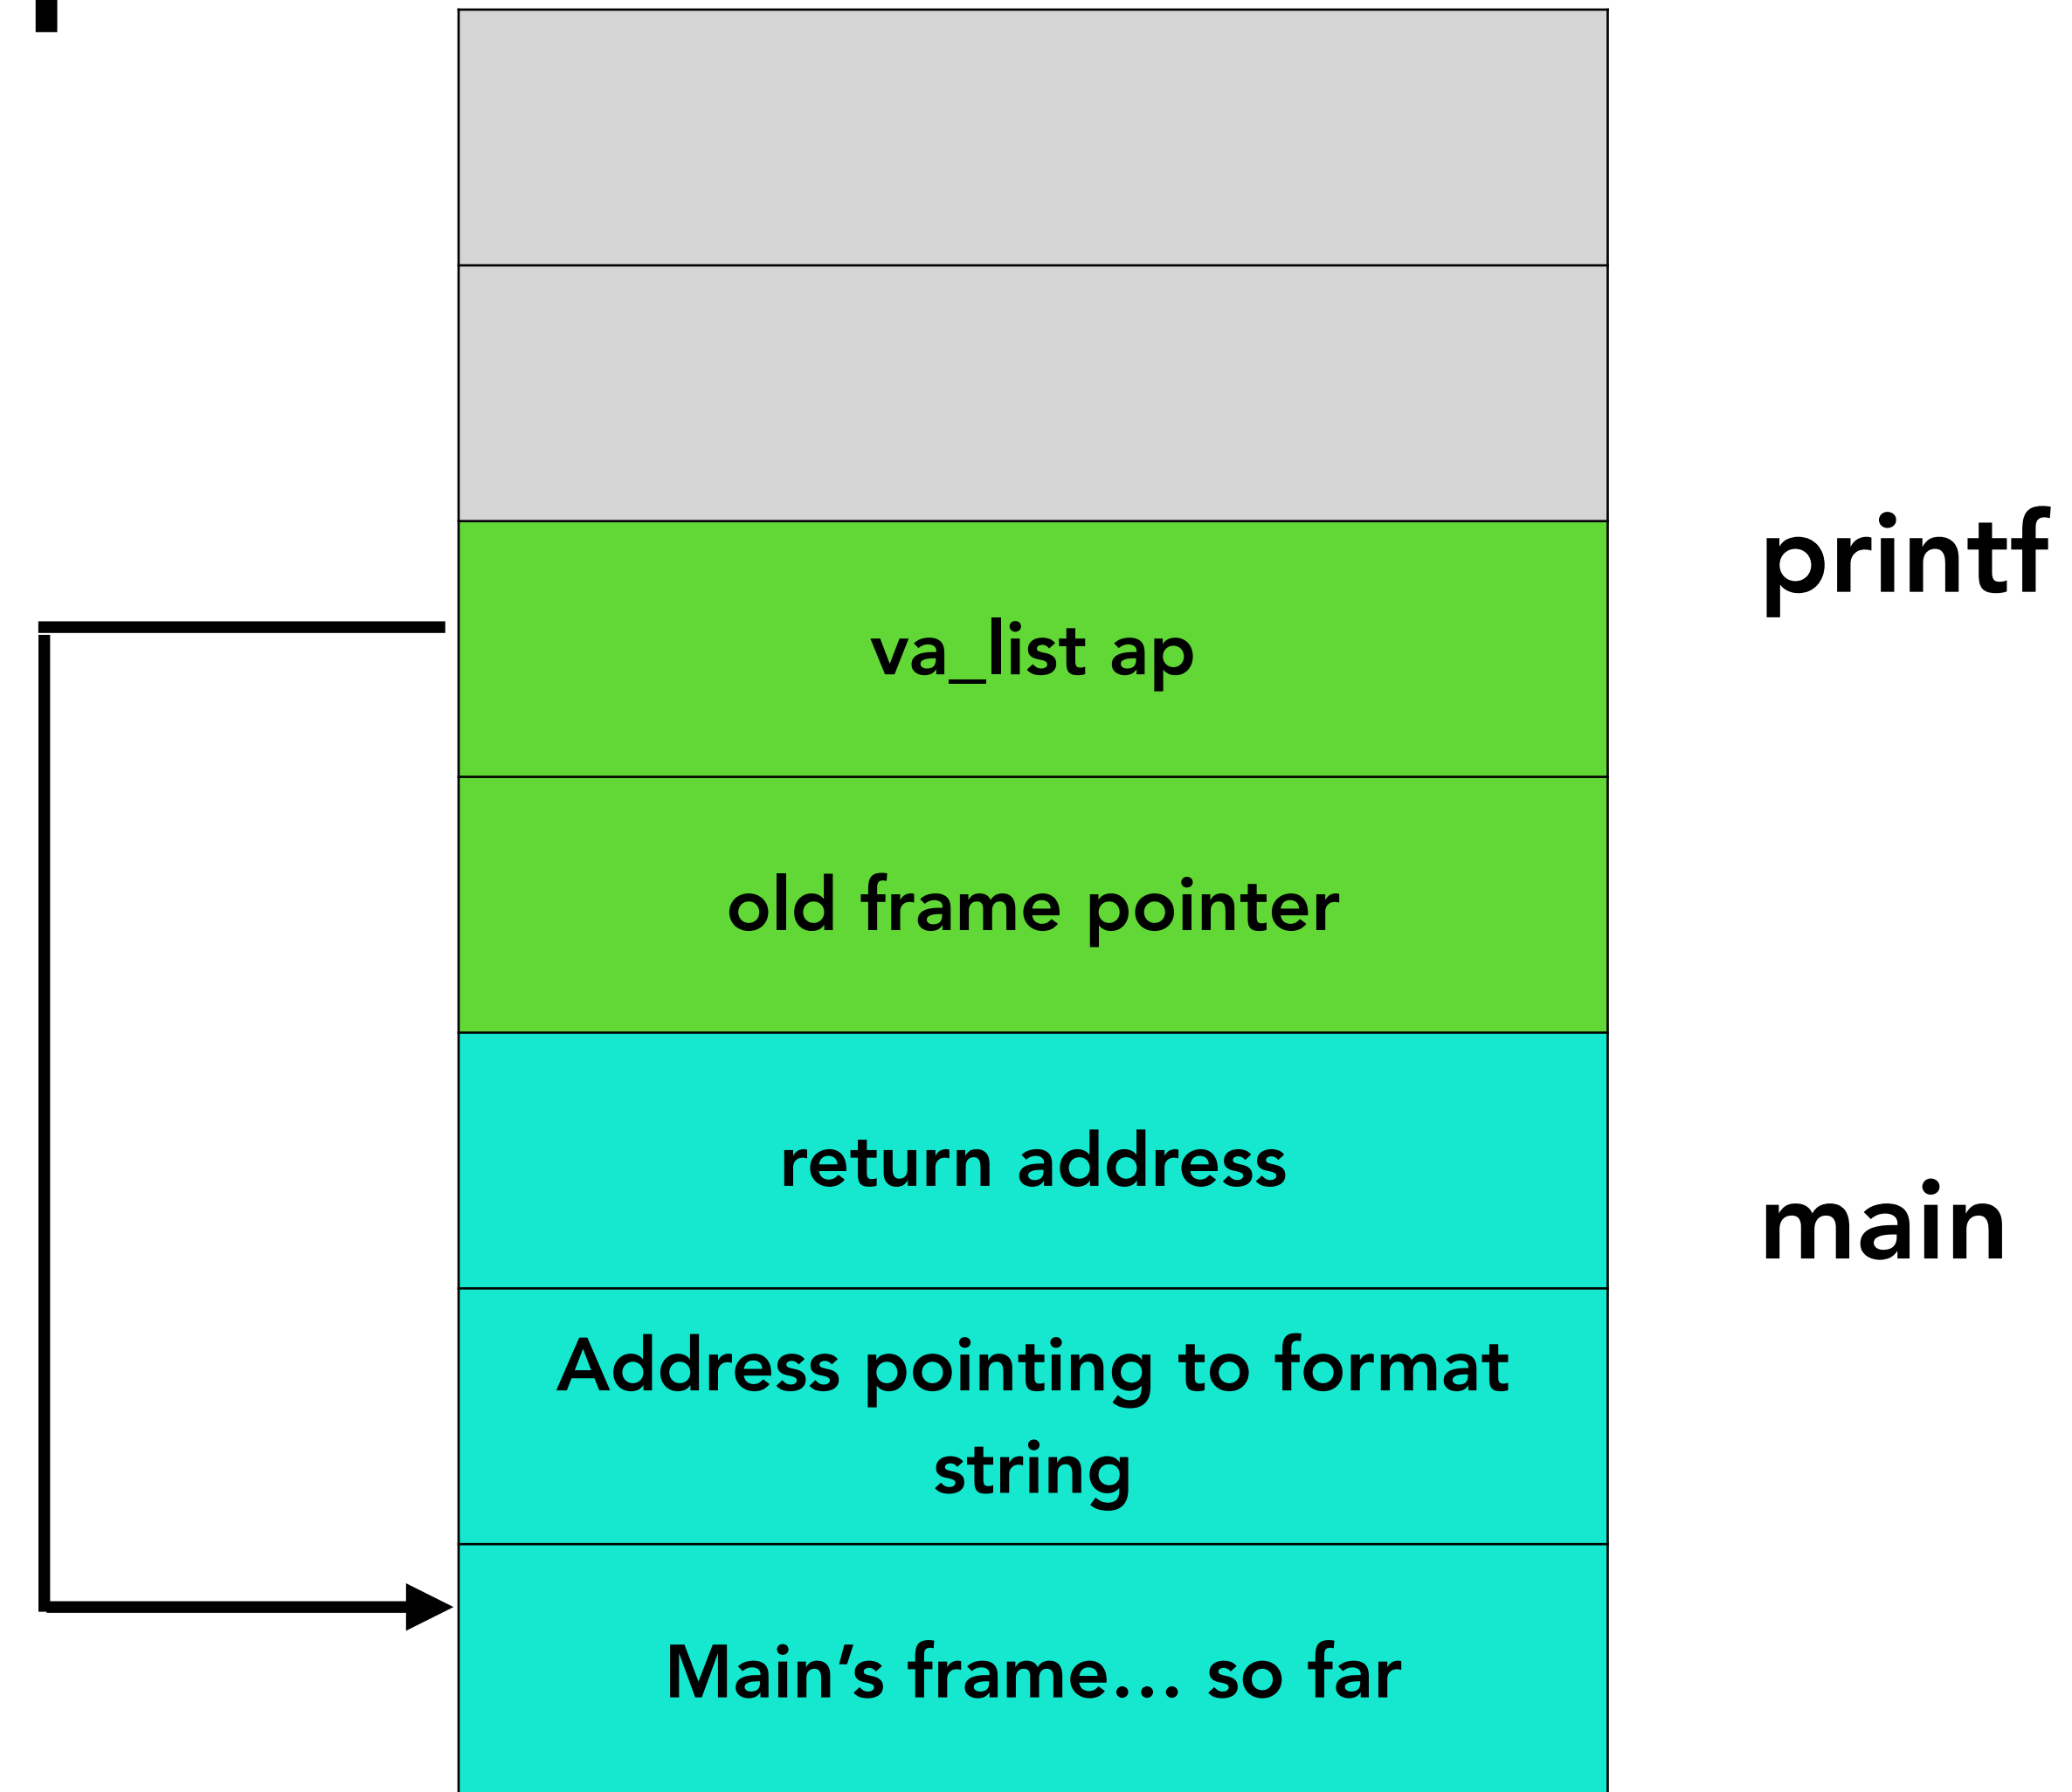 va_list ap
printf
old frame pointer
return address
main
Address pointing to format
string
Main’s frame… so far